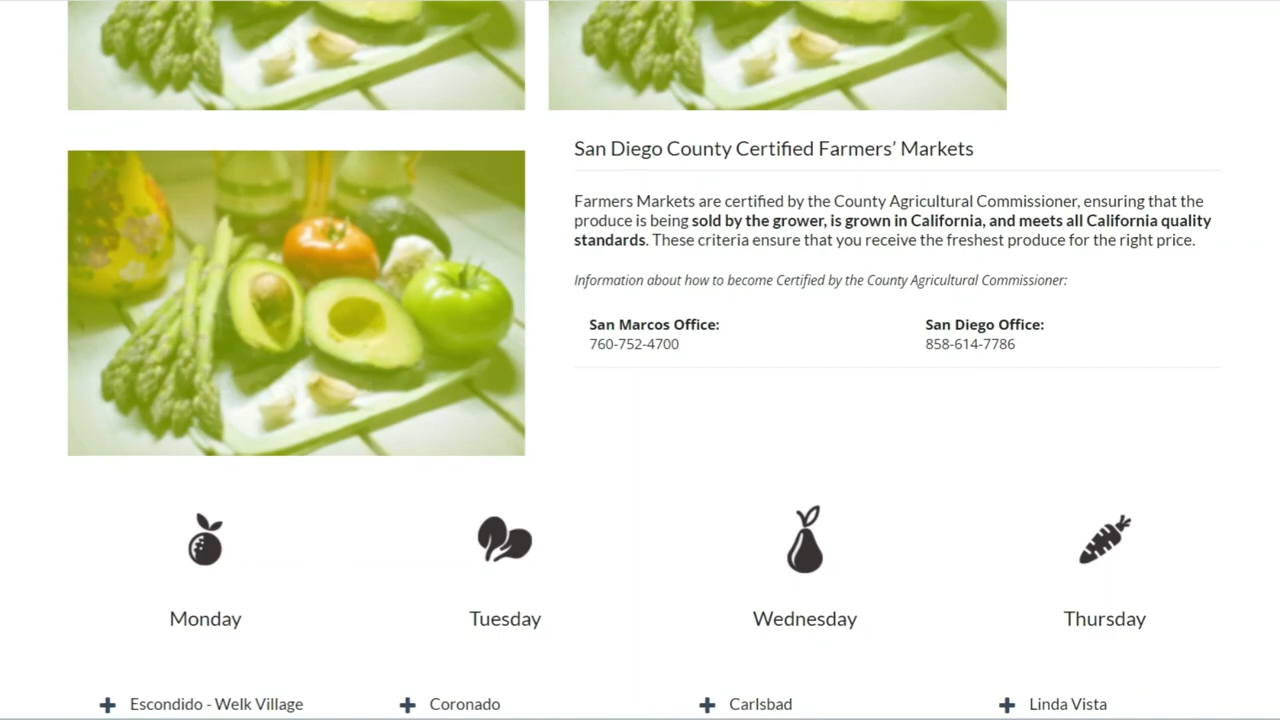 San Diego County Certified Farmers’ Markets
Farmers Markets are certified by the County Agricultural Commissioner, ensuring that the
produce is being sold by the grower, is grown in California, and meets all California quality
standards. These criteria ensure that you receive the freshest produce for the right price.
Information about how to become Certified by the County Agricultural Commissioner:
San Marcos Office:
760-752-4700
San Diego Office:
858-614-7786
Monday
Tuesday
Wednesday
Thursday
Escondido - Welk Village
Coronado
Carlsbad
Linda Vista